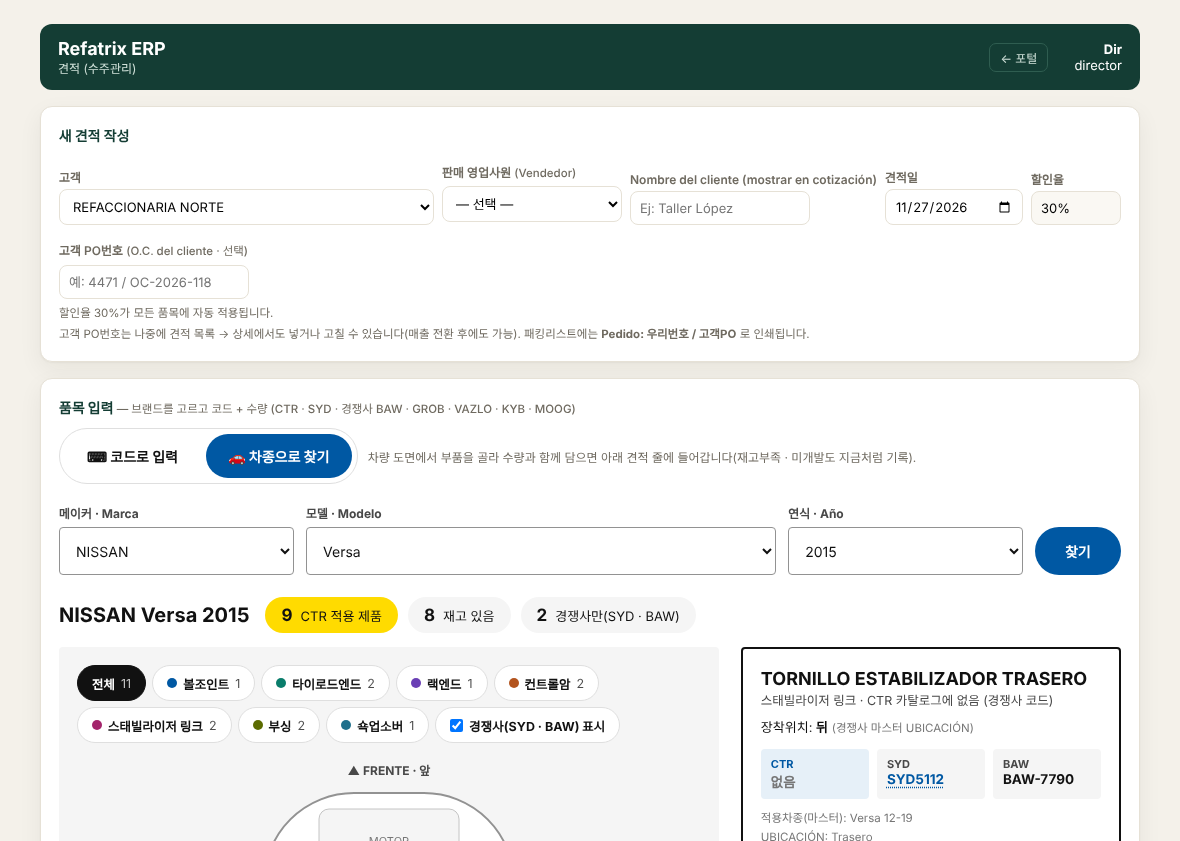 Refatrix ERP
견적 (수주관리)
← 포털
Dir
director
새 견적 작성
고객
판매 영업사원 (Vendedor)
Nombre del cliente (mostrar en cotización)
견적일
할인율
REFACCIONARIA NORTE
— 선택 —
Ej: Taller López
11/27/2026
30%
고객 PO번호 (O.C. del cliente · 선택)
예: 4471 / OC-2026-118
할인율 30%가 모든 품목에 자동 적용됩니다.
고객 PO번호는 나중에 견적 목록 → 상세에서도 넣거나 고칠 수 있습니다(매출 전환 후에도 가능). 패킹리스트에는 Pedido: 우리번호 / 고객PO 로 인쇄됩니다.
품목 입력 — 브랜드를 고르고 코드 + 수량 (CTR · SYD · 경쟁사 BAW · GROB · VAZLO · KYB · MOOG)
⌨ 코드로 입력
🚗 차종으로 찾기
차량 도면에서 부품을 골라 수량과 함께 담으면 아래 견적 줄에 들어갑니다(재고부족 · 미개발도 지금처럼 기록).
메이커 · Marca
모델 · Modelo
연식 · Año
NISSAN
Versa
2015
찾기
NISSAN Versa 2015
9 CTR 적용 제품
8 재고 있음
2 경쟁사만(SYD · BAW)
전체 11
볼조인트 1
타이로드엔드 2
랙엔드 1
컨트롤암 2
스태빌라이저 링크 2
부싱 2
쇽업소버 1
경쟁사(SYD · BAW) 표시
▲ FRENTE · 앞
MOTOR
TORNILLO ESTABILIZADOR TRASERO
스태빌라이저 링크 · CTR 카탈로그에 없음 (경쟁사 코드)
장착위치: 뒤 (경쟁사 마스터 UBICACIÓN)
CTR
없음
SYD
SYD5112
BAW
BAW-7790
적용차종(마스터): Versa 12-19
UBICACIÓN: Trasero